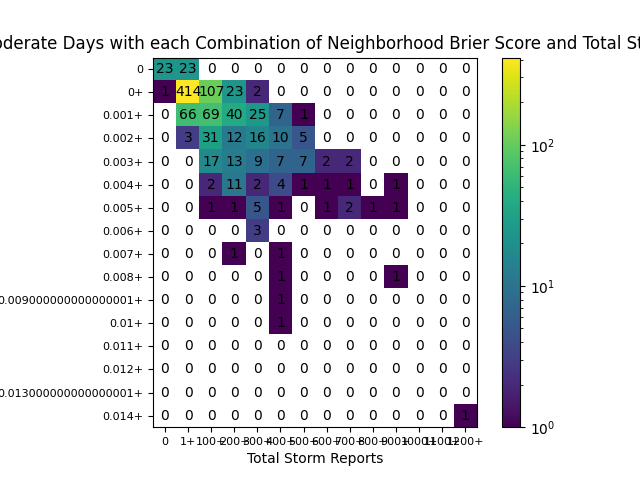 oderate Days with each Combination of Neighborhood Brier Score and Total St
0 23 23 0 0 0 0 0 0 0 0 0 0 0 0
0+ 1 414 107 23 2 0 0 0 0 0 0 0 0 0
0.001+ 0 66 69 40 25 7 1 0 0 0 0 0 0 0
0.002+ 0 3 31 12 16 10 5 0 0 0 0 0 0 0
0.003+ 0 0 17 13 9 7 7 2 2 0 0 0 0 0
0.004+ 0 0 2 11 2 4 1 1 1 0 1 0 0 0
0.005+ 0 0 1 1 5 1 0 1 2 1 1 0 0 0
0.006+ 0 0 0 0 3 0 0 0 0 0 0 0 0 0
0.007+ 0 0 0 1 0 1 0 0 0 0 0 0 0 0
0.008+ 0 0 0 0 0 1 0 0 0 0 1 0 0 0
0.009000000000000001+ 0 0 0 0 0 1 0 0 0 0 0 0 0 0
0.01+ 0 0 0 0 0 1 0 0 0 0 0 0 0 0
0.011+ 0 0 0 0 0 0 0 0 0 0 0 0 0 0
0.012+ 0 0 0 0 0 0 0 0 0 0 0 0 0 0
0.013000000000000001+ 0 0 0 0 0 0 0 0 0 0 0 0 0 0
0.014+ 0 0 0 0 0 0 0 0 0 0 0 0 0 1
0 1+ 100+ 200+ 300+ 400+ 500+ 600+ 700+ 800+ 900+ 1000+ 1100+ 1200+
Total Storm Reports
10²
10¹
10⁰